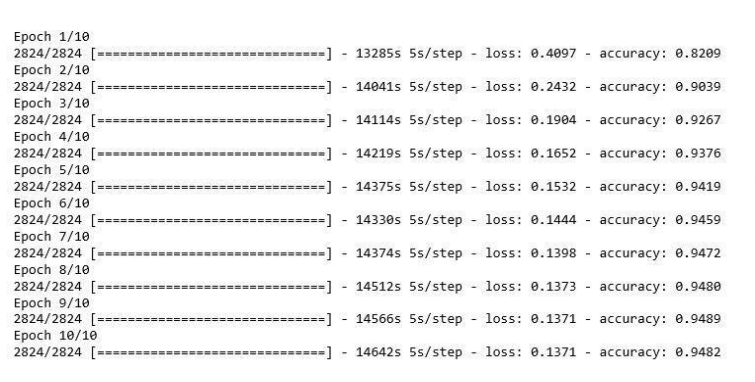 Epoch 1/10
2824/2824 [==============================] - 13285s 5s/step - loss: 0.4097 - accuracy: 0.8209
Epoch 2/10
2824/2824 [==============================] - 14041s 5s/step - loss: 0.2432 - accuracy: 0.9039
Epoch 3/10
2824/2824 [==============================] - 14114s 5s/step - loss: 0.1904 - accuracy: 0.9267
Epoch 4/10
2824/2824 [==============================] - 14219s 5s/step - loss: 0.1652 - accuracy: 0.9376
Epoch 5/10
2824/2824 [==============================] - 14375s 5s/step - loss: 0.1532 - accuracy: 0.9419
Epoch 6/10
2824/2824 [==============================] - 14330s 5s/step - loss: 0.1444 - accuracy: 0.9459
Epoch 7/10
2824/2824 [==============================] - 14374s 5s/step - loss: 0.1398 - accuracy: 0.9472
Epoch 8/10
2824/2824 [==============================] - 14512s 5s/step - loss: 0.1373 - accuracy: 0.9480
Epoch 9/10
2824/2824 [==============================] - 14566s 5s/step - loss: 0.1371 - accuracy: 0.9489
Epoch 10/10
2824/2824 [==============================] - 14642s 5s/step - loss: 0.1371 - accuracy: 0.9482